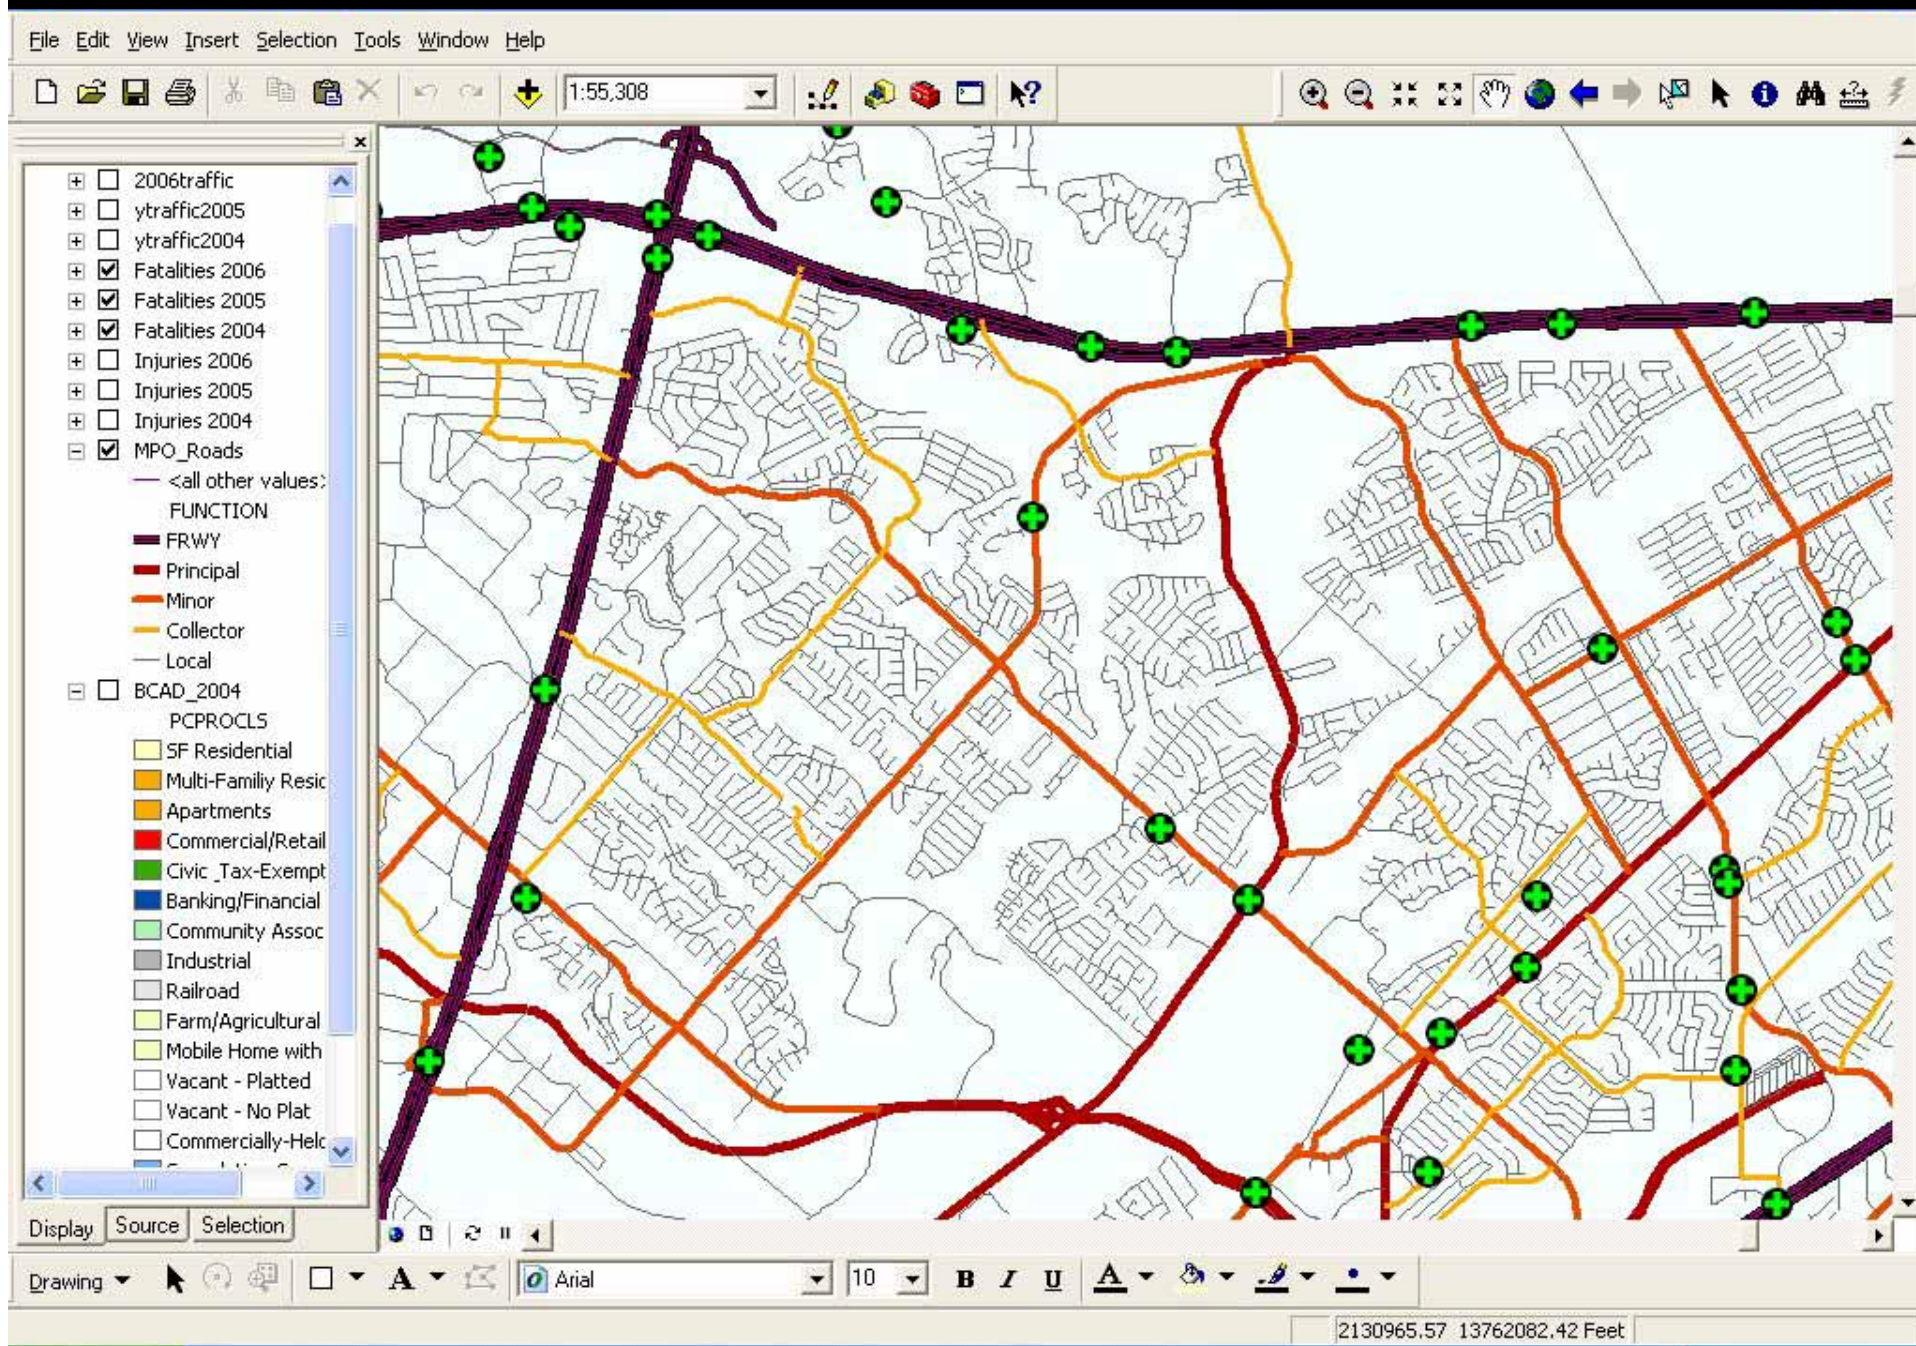 File Edit View Insert Selection Tools Window Help
1:55,308
2006traffic
ytraffic2005
ytraffic2004
Fatalities 2006
Fatalities 2005
Fatalities 2004
Injuries 2006
Injuries 2005
Injuries 2004
MPO_Roads
<all other values>
FUNCTION
FRWY
Principal
Minor
Collector
Local
BCAD_2004
PCPROCLS
SF Residential
Multi-Familiy Resic
Apartments
Commercial/Retail
Civic _Tax-Exempt
Banking/Financial
Community Assoc
Industrial
Railroad
Farm/Agricultural
Mobile Home with
Vacant - Platted
Vacant - No Plat
Commercially-Helc
Display Source Selection
Drawing A Arial 10 B I U A
2130965.57 13762082.42 Feet